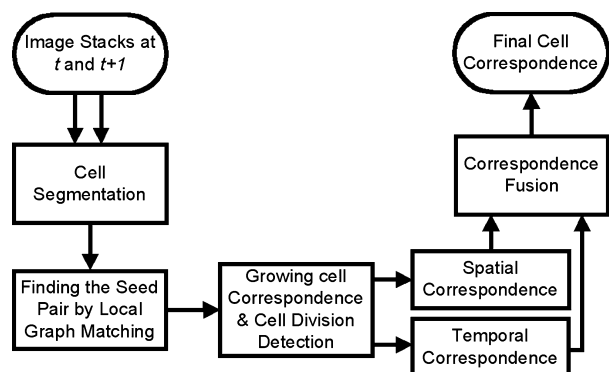 Image Stacks at
t and t+1
Cell
Segmentation
Finding the Seed
Pair by Local
Graph Matching
Growing cell
Correspondence
& Cell Division
Detection
Spatial
Correspondence
Temporal
Correspondence
Correspondence
Fusion
Final Cell
Correspondence